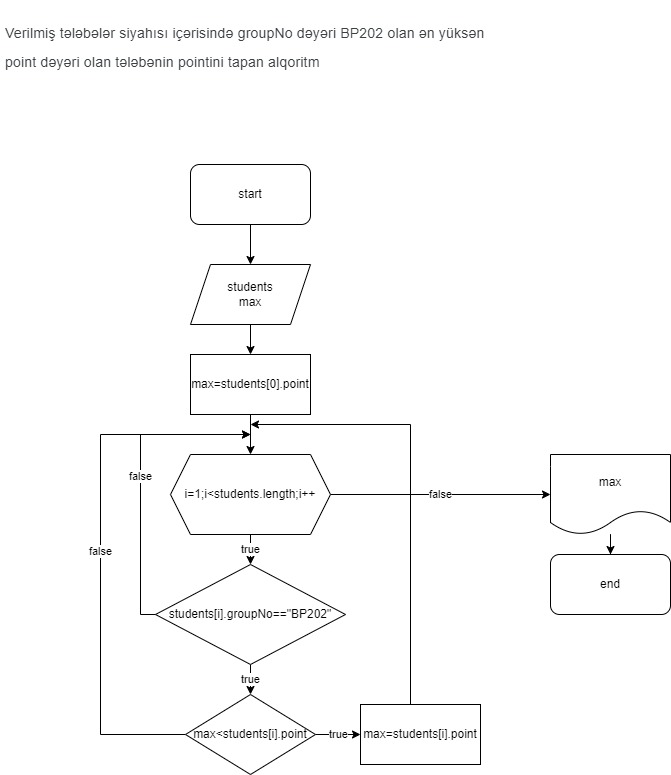 Verilmiş tələbələr siyahısı içərisində groupNo dəyəri BP202 olan ən yüksən
point dəyəri olan tələbənin pointini tapan alqoritm
start
students
max
max=students[0].point
false
i=1;i<students.length;i++
false
max
false
true
end
students[i].groupNo=="BP202"
true
max<students[i].point
true
max=students[i].point